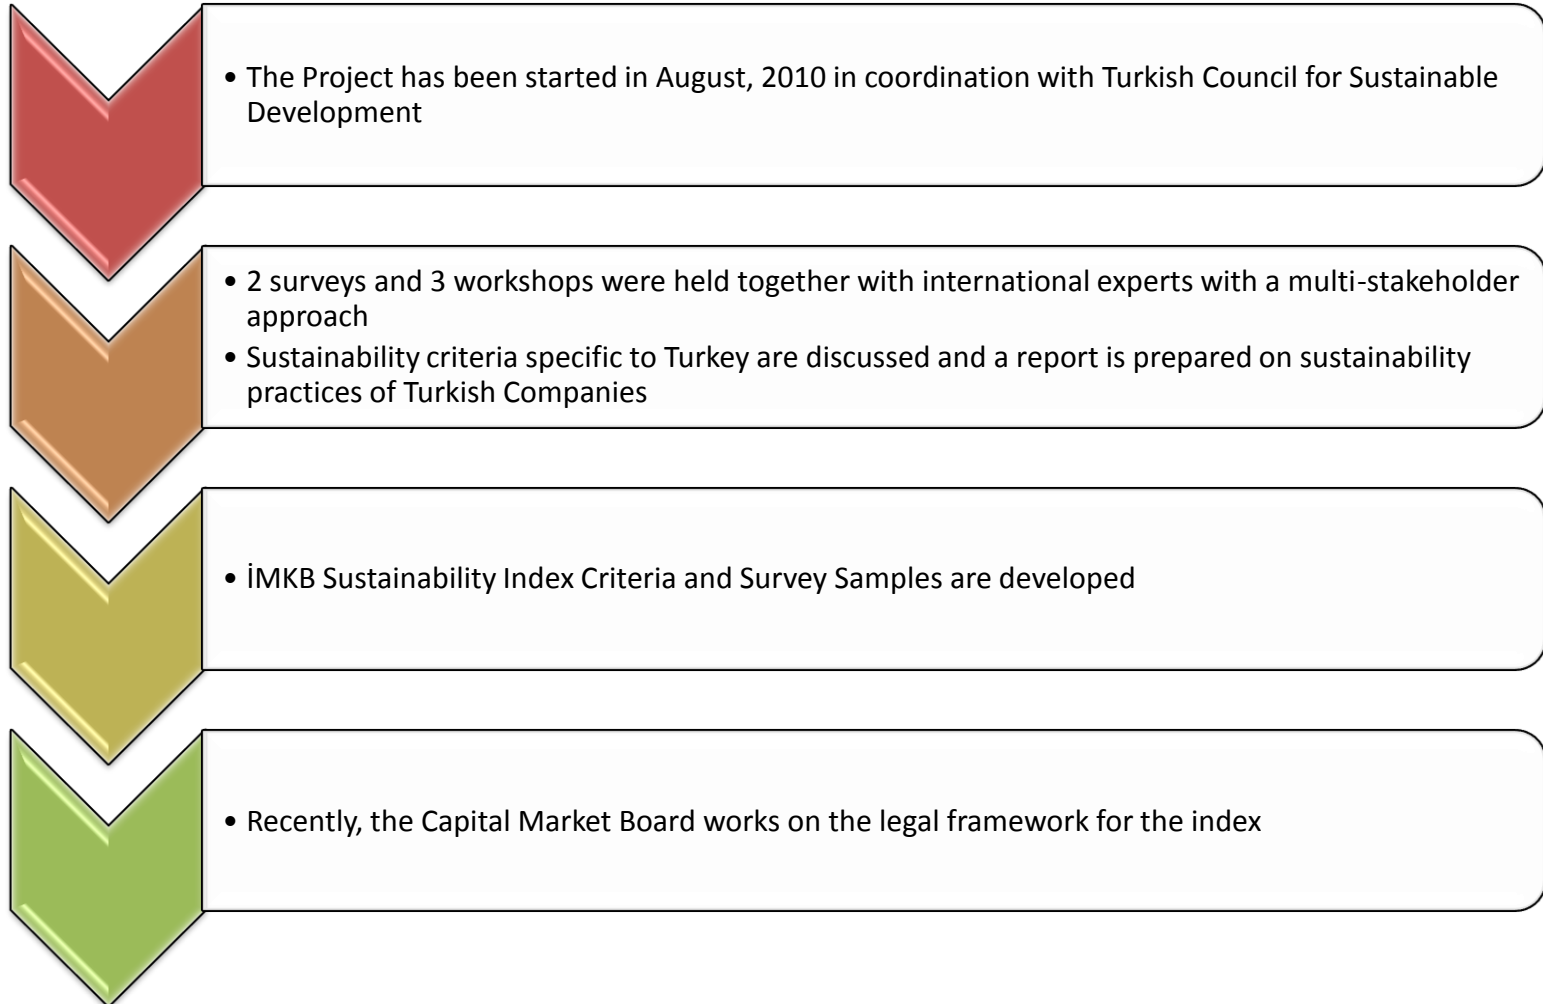 • The Project has been started in August, 2010 in coordination with Turkish Council for Sustainable
Development
• 2 surveys and 3 workshops were held together with international experts with a multi-stakeholder
approach
• Sustainability criteria specific to Turkey are discussed and a report is prepared on sustainability
practices of Turkish Companies
• İMKB Sustainability Index Criteria and Survey Samples are developed
• Recently, the Capital Market Board works on the legal framework for the index